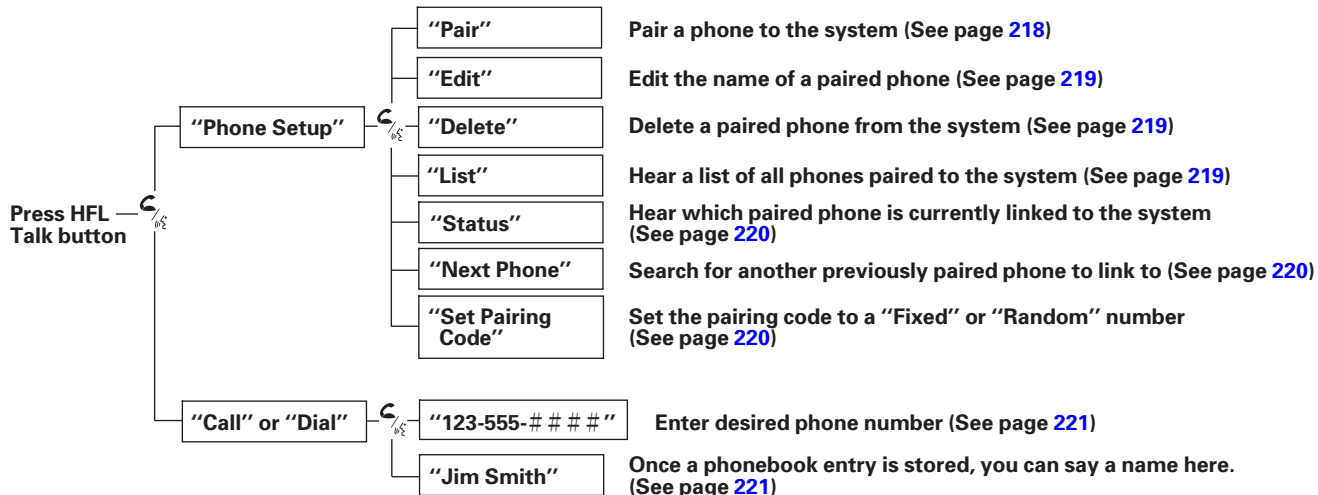 Press HFL
Talk button
"Phone Setup"
"Pair" Pair a phone to the system (See page 218)
"Edit" Edit the name of a paired phone (See page 219)
"Delete" Delete a paired phone from the system (See page 219)
"List" Hear a list of all phones paired to the system (See page 219)
"Status" Hear which paired phone is currently linked to the system
(See page 220)
"Next Phone" Search for another previously paired phone to link to (See page 220)
"Set Pairing
Code"
Set the pairing code to a "Fixed" or "Random" number
(See page 220)
"Call" or "Dial"
"123-555-####" Enter desired phone number (See page 221)
"Jim Smith" Once a phonebook entry is stored, you can say a name here.
(See page 221)